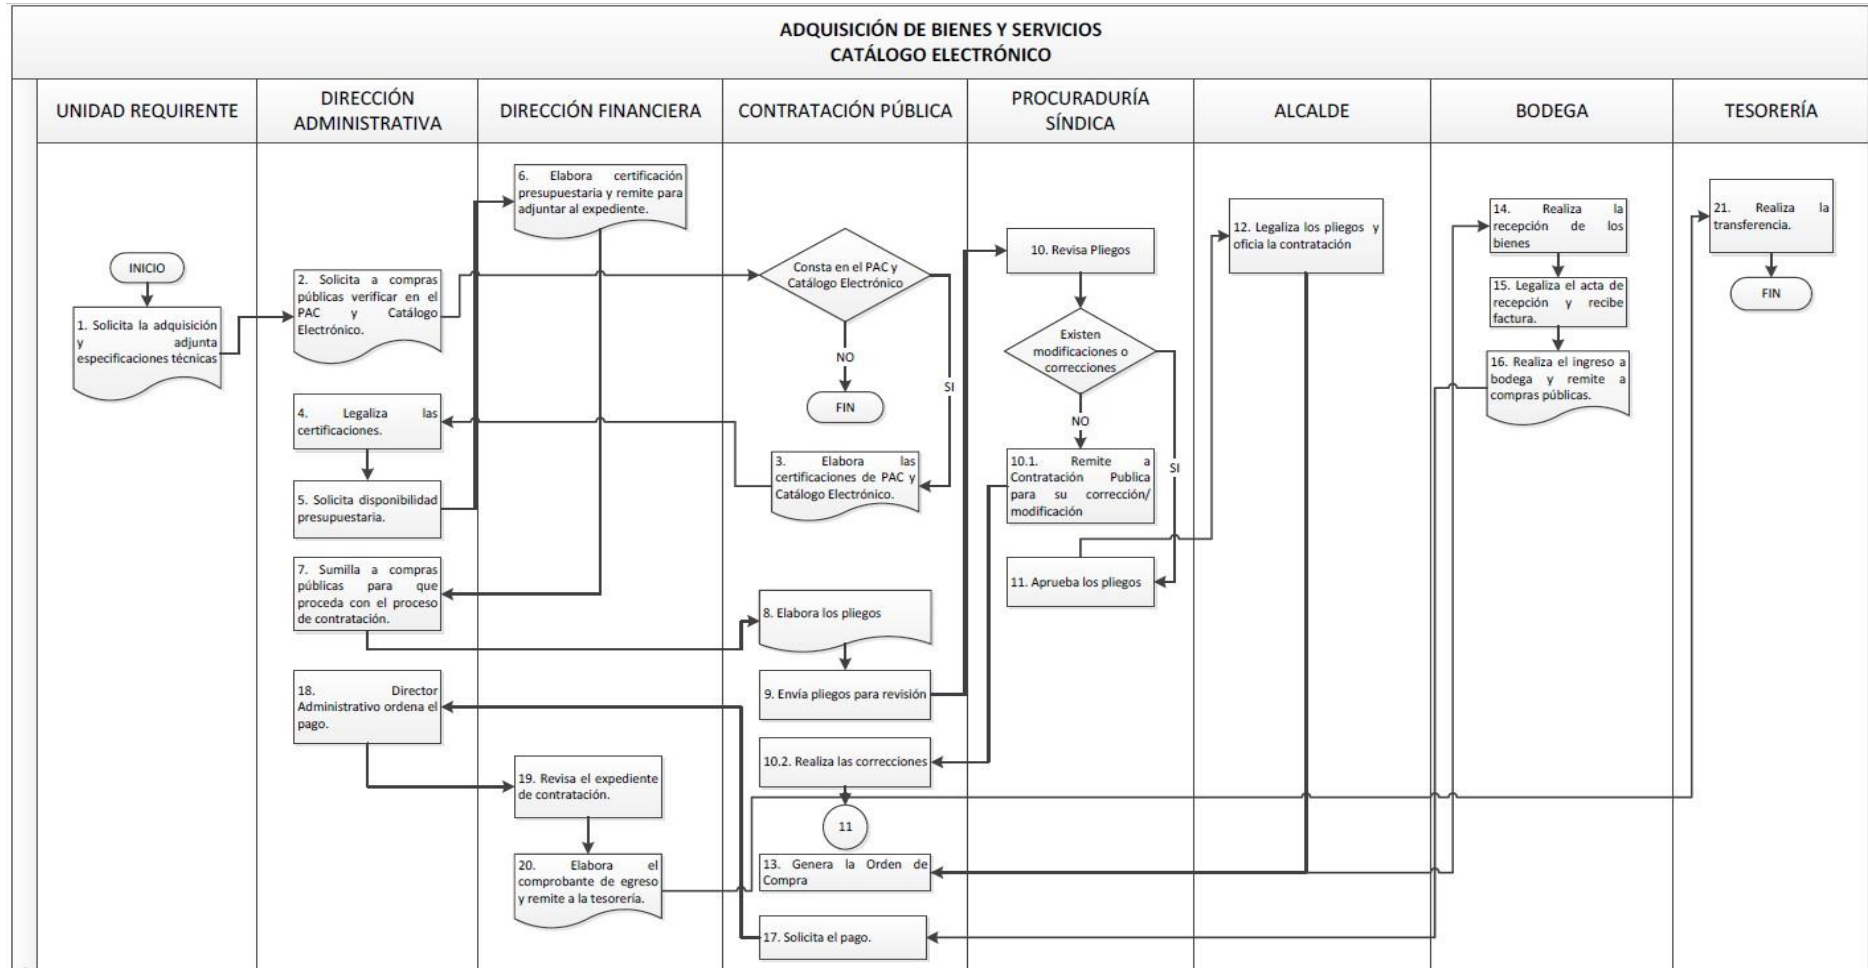 ADQUISICIÓN DE BIENES Y SERVICIOS
CATÁLOGO ELECTRÓNICO
UNIDAD REQUIRENTE
DIRECCIÓN
ADMINISTRATIVA
DIRECCIÓN FINANCIERA
CONTRATACIÓN PÚBLICA
PROCURADURÍA
SÍNDICA
ALCALDE
BODEGA
TESORERÍA
INICIO
1. Solicita la adquisición
y adjunta
especificaciones técnicas
2. Solicita a compras
públicas verificar en el
PAC y Catálogo
Electrónico.
4. Legaliza las
certificaciones.
5. Solicita disponibilidad
presupuestaria.
7. Sumilla a compras
públicas para que
proceda con el proceso
de contratación.
18. Director
Administrativo ordena el
pago.
6. Elabora certificación
presupuestaria y remite para
adjuntar al expediente.
19. Revisa el expediente
de contratación.
20. Elabora el
comprobante de egreso
y remite a la tesorería.
Consta en el PAC y
Catálogo Electrónico
NO
SI
FIN
3. Elabora las
certificaciones de PAC y
Catálogo Electrónico.
8. Elabora los pliegos
9. Envía pliegos para revisión
10.2. Realiza las correcciones
11
13. Genera la Orden de
Compra
17. Solicita el pago.
10. Revisa Pliegos
Existen
modificaciones o
correcciones
NO
SI
10.1. Remite a
Contratación Publica
para su corrección/
modificación
11. Aprueba los pliegos
12. Legaliza los pliegos y
oficia la contratación
14. Realiza la
recepción de los
bienes
15. Legaliza el acta de
recepción y recibe
factura.
16. Realiza el ingreso a
bodega y remite a
compras públicas.
21. Realiza la
transferencia.
FIN